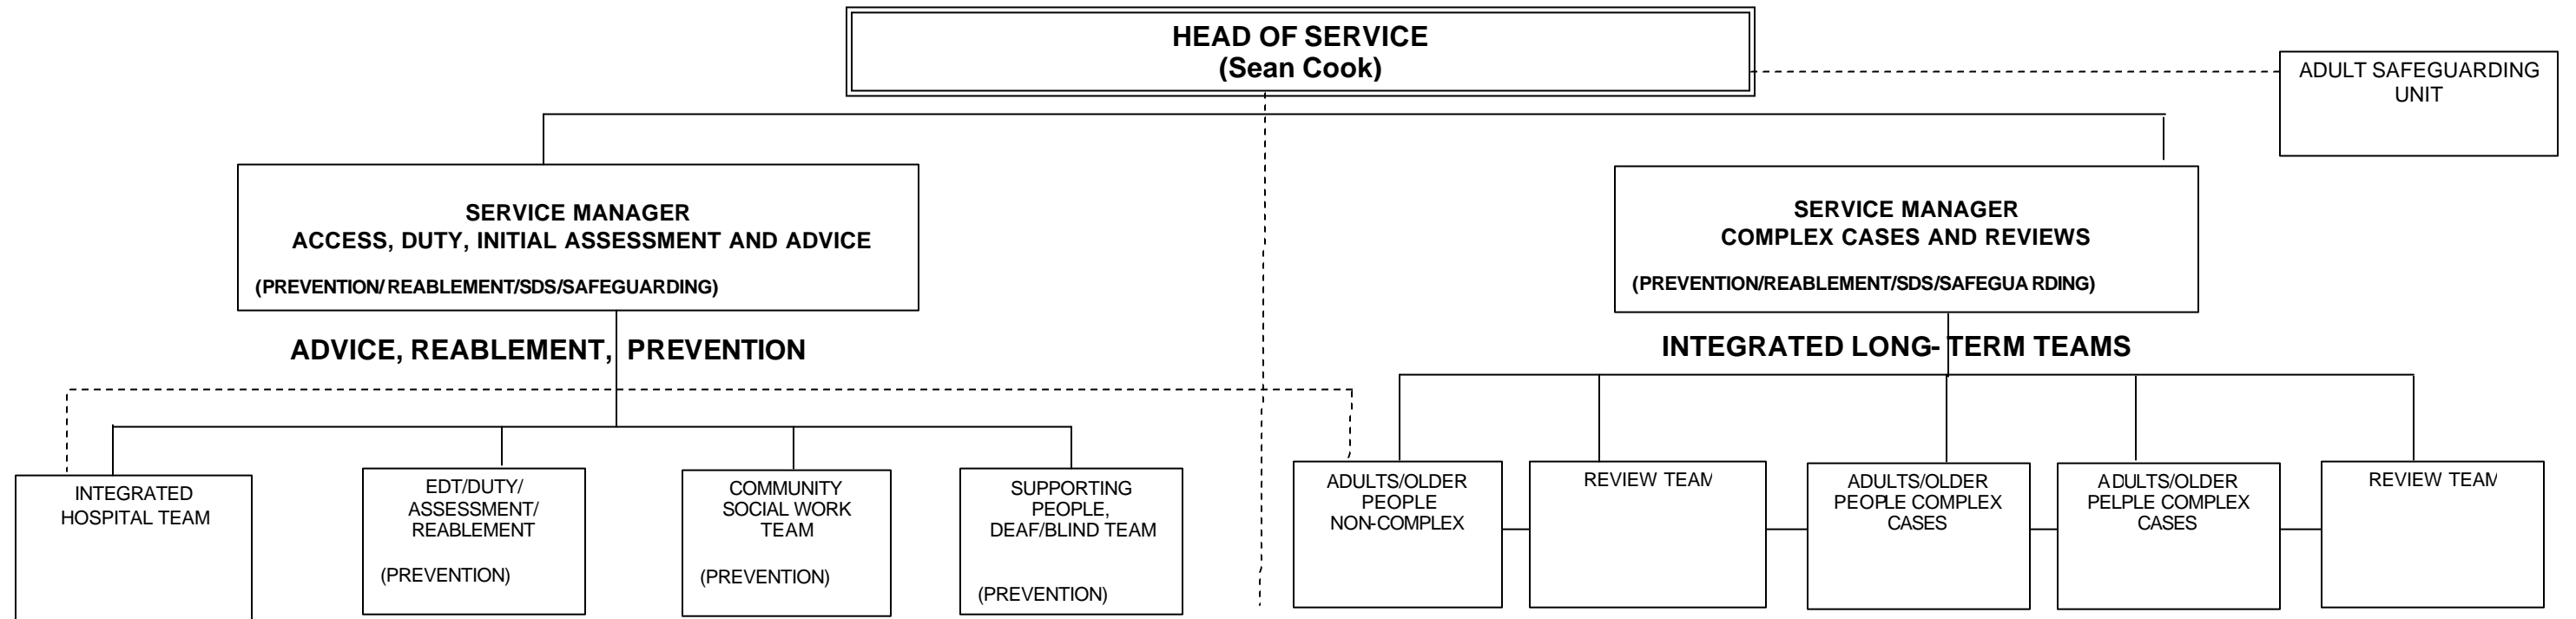 HEAD OF SERVICE
(Sean Cook)
ADULT SAFEGUARDING
UNIT
SERVICE MANAGER
ACCESS, DUTY, INITIAL ASSESSMENT AND ADVICE
(PREVENTION/ REABLEMENT/SDS/SAFEGUARDING)
SERVICE MANAGER
COMPLEX CASES AND REVIEWS
(PREVENTION/REABLEMENT/SDS/SAFEGUA RDING)
ADVICE, REABLEMENT, PREVENTION
INTEGRATED LONG- TERM TEAMS
INTEGRATED
HOSPITAL TEAM
EDT/DUTY/
ASSESSMENT/
REABLEMENT
(PREVENTION)
COMMUNITY
SOCIAL WORK
TEAM
(PREVENTION)
SUPPORTING
PEOPLE,
DEAF/BLIND TEAM
(PREVENTION)
ADULTS/OLDER
PEOPLE
NON-COMPLEX
REVIEW TEAM
ADULTS/OLDER
PEOPLE COMPLEX
CASES
ADULTS/OLDER
PELPLE COMPLEX
CASES
REVIEW TEAM